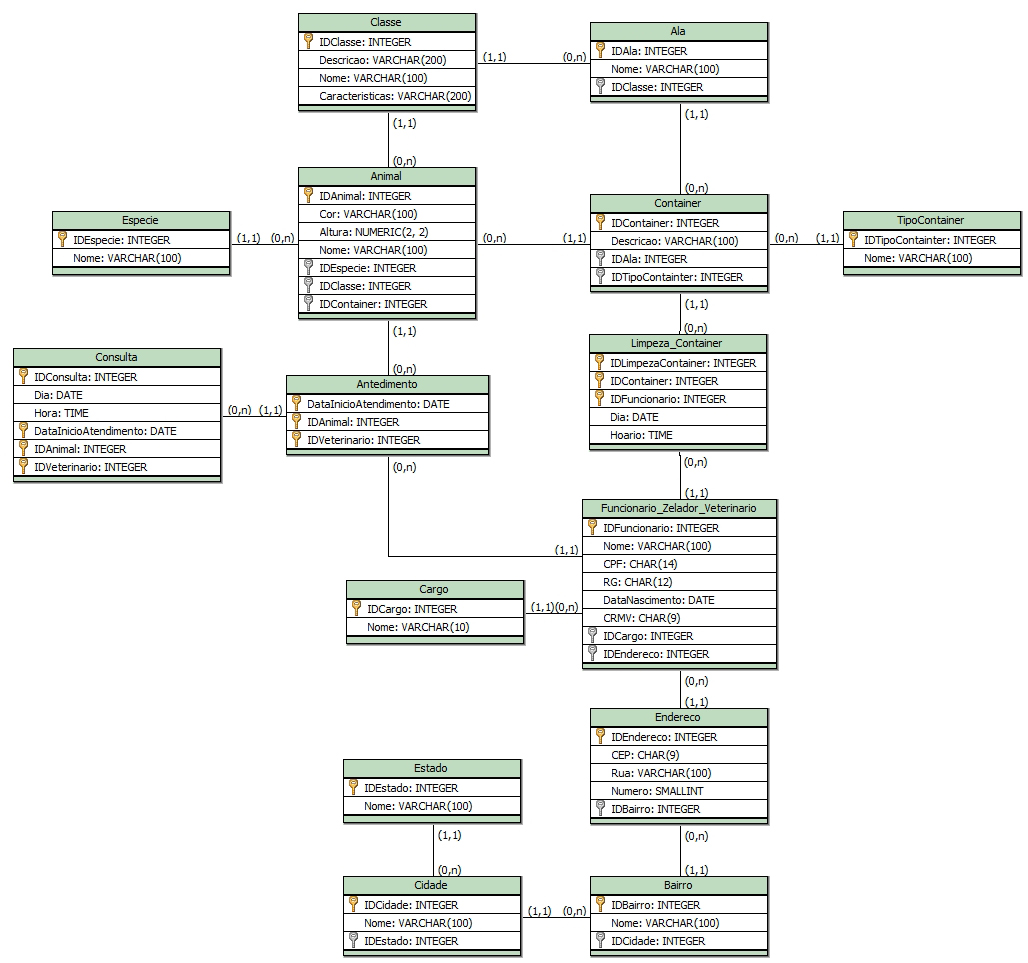 Classe
IDClasse: INTEGER
Descricao: VARCHAR(200)
Nome: VARCHAR(100)
Caracteristicas: VARCHAR(200)
(1,1)
(0,n)
Ala
IDAla: INTEGER
Nome: VARCHAR(100)
IDClasse: INTEGER
(1,1)
(0,n)
(1,1)
(0,n)
Animal
IDAnimal: INTEGER
Cor: VARCHAR(100)
Altura: NUMERIC(2, 2)
Nome: VARCHAR(100)
IDEspecie: INTEGER
IDClasse: INTEGER
IDContainer: INTEGER
Especie
IDEspecie: INTEGER
Nome: VARCHAR(100)
(1,1) (0,n)
(0,n)
(1,1)
Container
IDContainer: INTEGER
Descricao: VARCHAR(100)
IDAla: INTEGER
IDTipoContainter: INTEGER
(0,n) (1,1)
TipoContainer
IDTipoContainter: INTEGER
Nome: VARCHAR(100)
(1,1)
(0,n)
(1,1)
(0,n)
Limpeza_Container
IDLimpezaContainer: INTEGER
IDContainer: INTEGER
IDFuncionario: INTEGER
Dia: DATE
Hoario: TIME
Consulta
IDConsulta: INTEGER
Dia: DATE
Hora: TIME
DataInicioAtendimento: DATE
IDAnimal: INTEGER
IDVeterinario: INTEGER
(0,n) (1,1)
Antedimento
DataInicioAtendimento: DATE
IDAnimal: INTEGER
IDVeterinario: INTEGER
(0,n)
(1,1)
(0,n)
(1,1)
Funcionario_Zelador_Veterinario
IDFuncionario: INTEGER
Nome: VARCHAR(100)
CPF: CHAR(14)
RG: CHAR(12)
DataNascimento: DATE
CRMV: CHAR(9)
IDCargo: INTEGER
IDEndereco: INTEGER
Cargo
IDCargo: INTEGER
Nome: VARCHAR(10)
(1,1)(0,n)
(0,n)
(1,1)
Endereco
IDEndereco: INTEGER
CEP: CHAR(9)
Rua: VARCHAR(100)
Numero: SMALLINT
IDBairro: INTEGER
Estado
IDEstado: INTEGER
Nome: VARCHAR(100)
(1,1)
(0,n)
(0,n)
(1,1)
Cidade
IDCidade: INTEGER
Nome: VARCHAR(100)
IDEstado: INTEGER
(1,1) (0,n)
Bairro
IDBairro: INTEGER
Nome: VARCHAR(100)
IDCidade: INTEGER